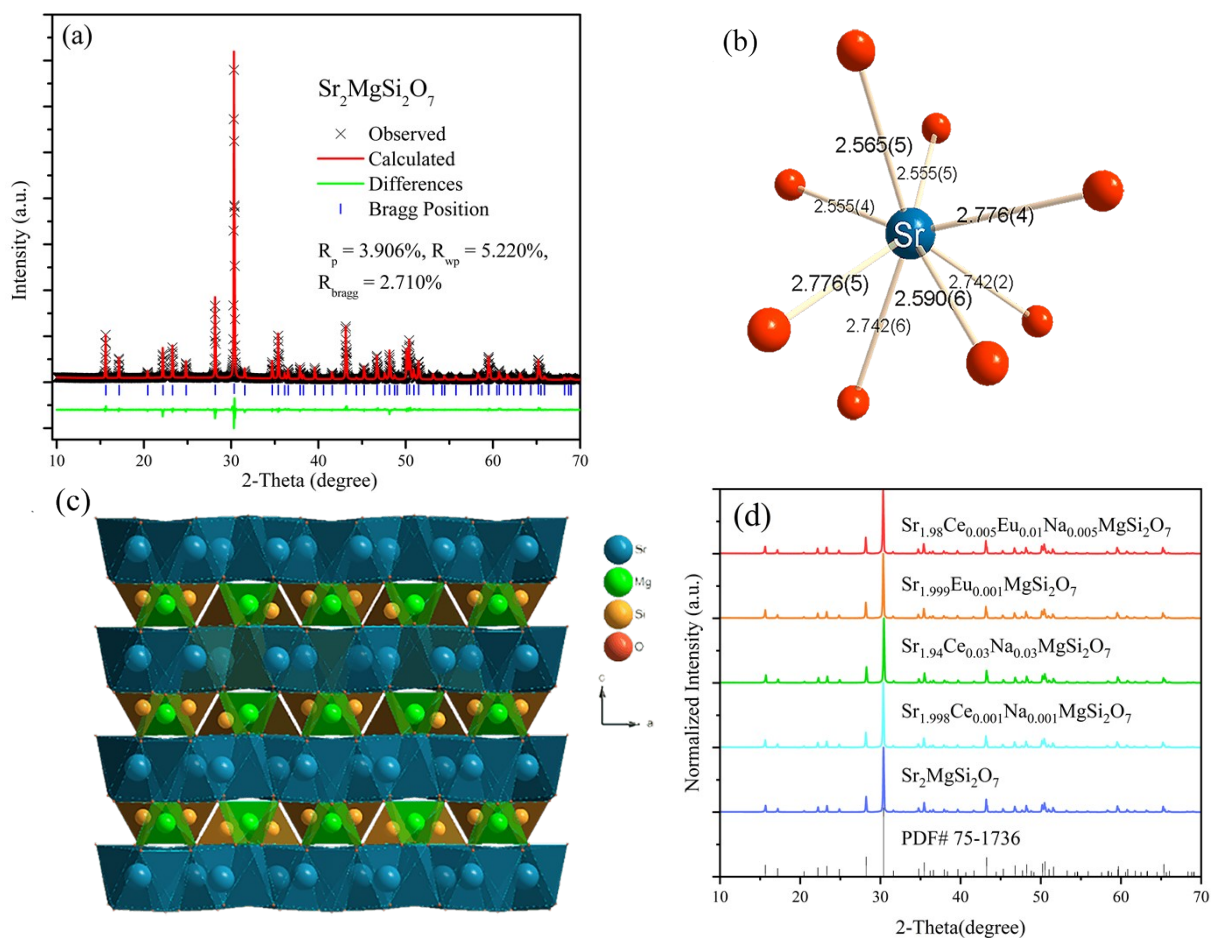 (a)
Sr₂MgSi₂O₇
Observed
Calculated
Differences
Bragg Position
Rₚ = 3.906%, R_wp = 5.220%,
R_bragg = 2.710%
Intensity (a.u.)
10 20 30 40 50 60 70
2-Theta (degree)
(b)
2.565(5)
2.555(5)
2.555(4)
2.776(4)
Sr
2.776(5)
2.590(6)
2.742(2)
2.742(6)
(c)
Sr
Mg
Si
O
c
a
(d)
Sr₁.₉₈Ce₀.₀₀₅Eu₀.₀₁Na₀.₀₀₅MgSi₂O₇
Sr₁.₉₉₉Eu₀.₀₀₁MgSi₂O₇
Sr₁.₉₄Ce₀.₀₃Na₀.₀₃MgSi₂O₇
Sr₁.₉₉₈Ce₀.₀₀₁Na₀.₀₀₁MgSi₂O₇
Sr₂MgSi₂O₇
PDF# 75-1736
Normalized Intensity (a.u.)
10 20 30 40 50 60 70
2-Theta(degree)